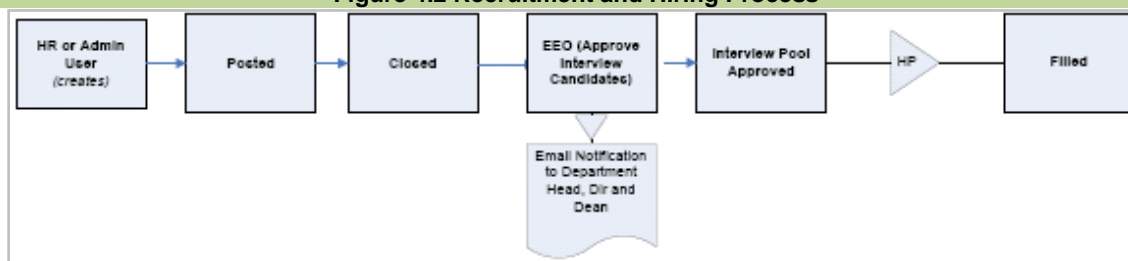 Figure 4.2 Recruitment and Hiring Process
HR or Admin
User
(creates)
Posted
Closed
EEO (Approve
Interview
Candidates)
Interview Pool
Approved
HP
Filled
Email Notification
to Department
Head, Dir and
Dean